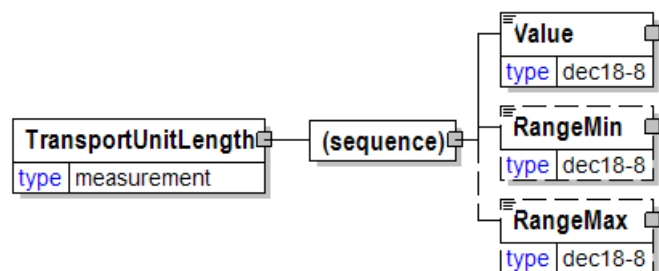 Value
type dec18-8
TransportUnitLength
type measurement
(sequence)
RangeMin
type dec18-8
RangeMax
type dec18-8